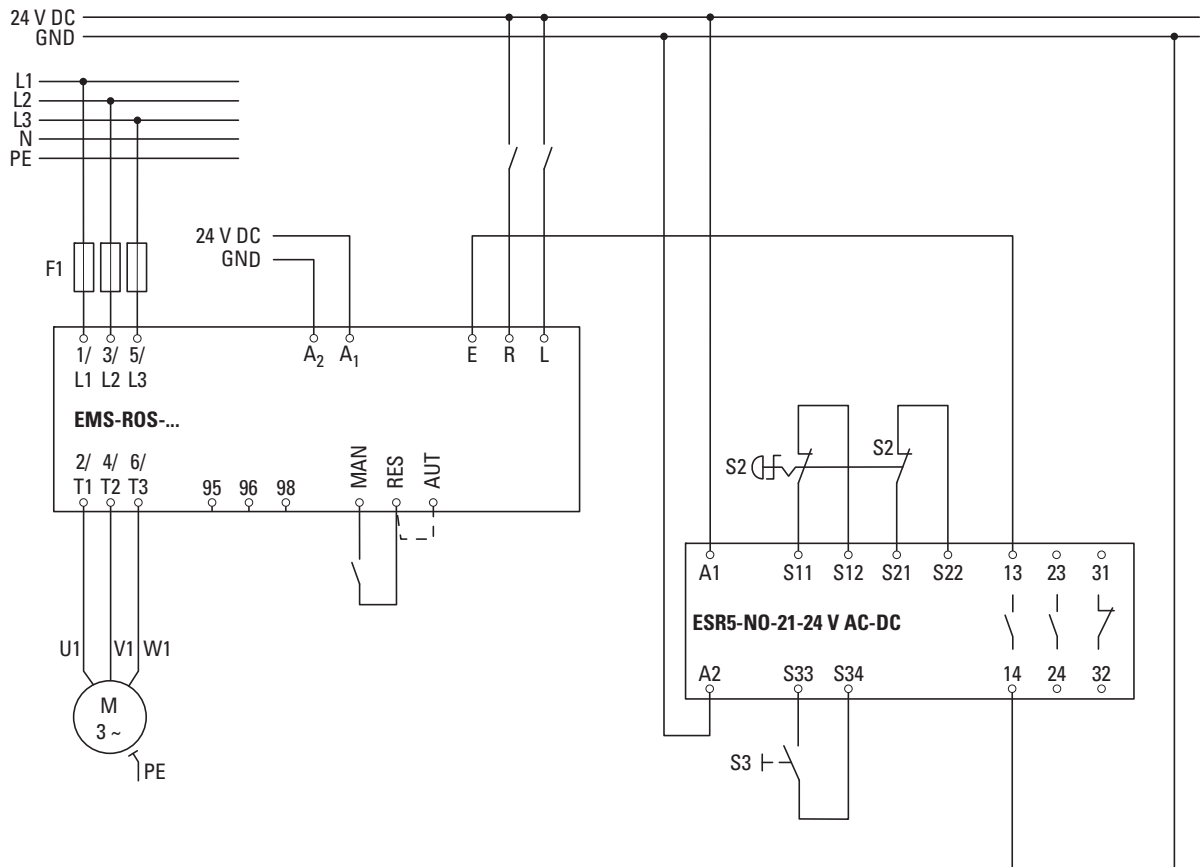 24 V DC
GND
L1
L2
L3
N
PE
24 V DC
GND
F1
1/ 3/ 5/
L1 L2 L3
A2 A1 E R L
EMS-ROS-...
2/ 4/ 6/
T1 T2 T3
95 96 98
MAN RES AUT
U1 V1 W1
M
3 ~
PE
S2 S2
A1 S11 S12 S21 S22 13 23 31
ESR5-NO-21-24 V AC-DC
A2 S33 S34 14 24 32
S3